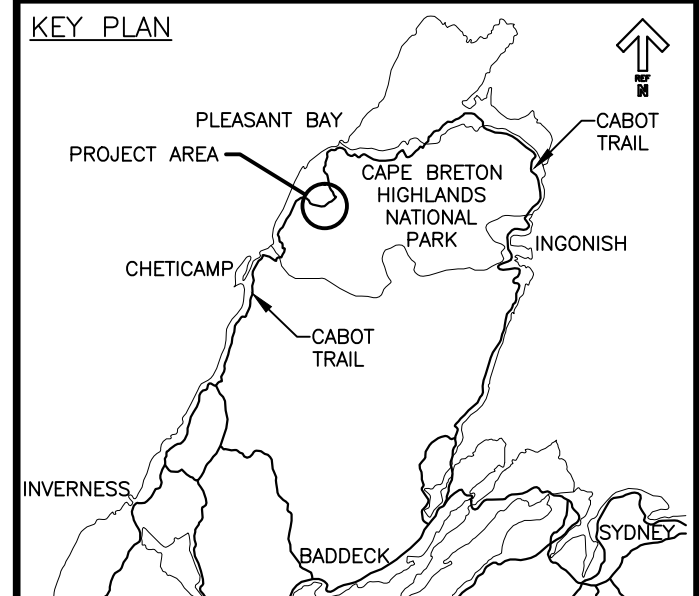 KEY PLAN
REF
N
PLEASANT BAY
CABOT
TRAIL
PROJECT AREA
CAPE BRETON
HIGHLANDS
NATIONAL
PARK
INGONISH
CHETICAMP
CABOT
TRAIL
INVERNESS
SYDNEY
BADDECK